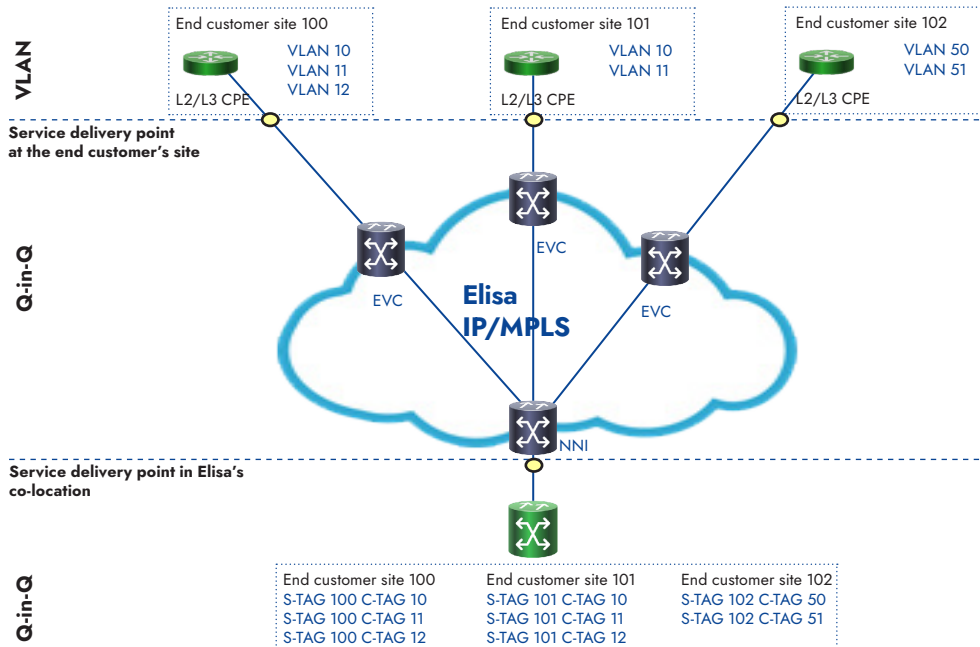 VLAN
End customer site 100
VLAN 10
VLAN 11
VLAN 12
L2/L3 CPE
End customer site 101
VLAN 10
VLAN 11
L2/L3 CPE
End customer site 102
VLAN 50
VLAN 51
L2/L3 CPE
Service delivery point
at the end customer's site
Q-in-Q
EVC
EVC
EVC
Elisa
IP/MPLS
NNI
Service delivery point in Elisa's
co-location
Q-in-Q
End customer site 100
S-TAG 100 C-TAG 10
S-TAG 100 C-TAG 11
S-TAG 100 C-TAG 12
End customer site 101
S-TAG 101 C-TAG 10
S-TAG 101 C-TAG 11
S-TAG 101 C-TAG 12
End customer site 102
S-TAG 102 C-TAG 50
S-TAG 102 C-TAG 51